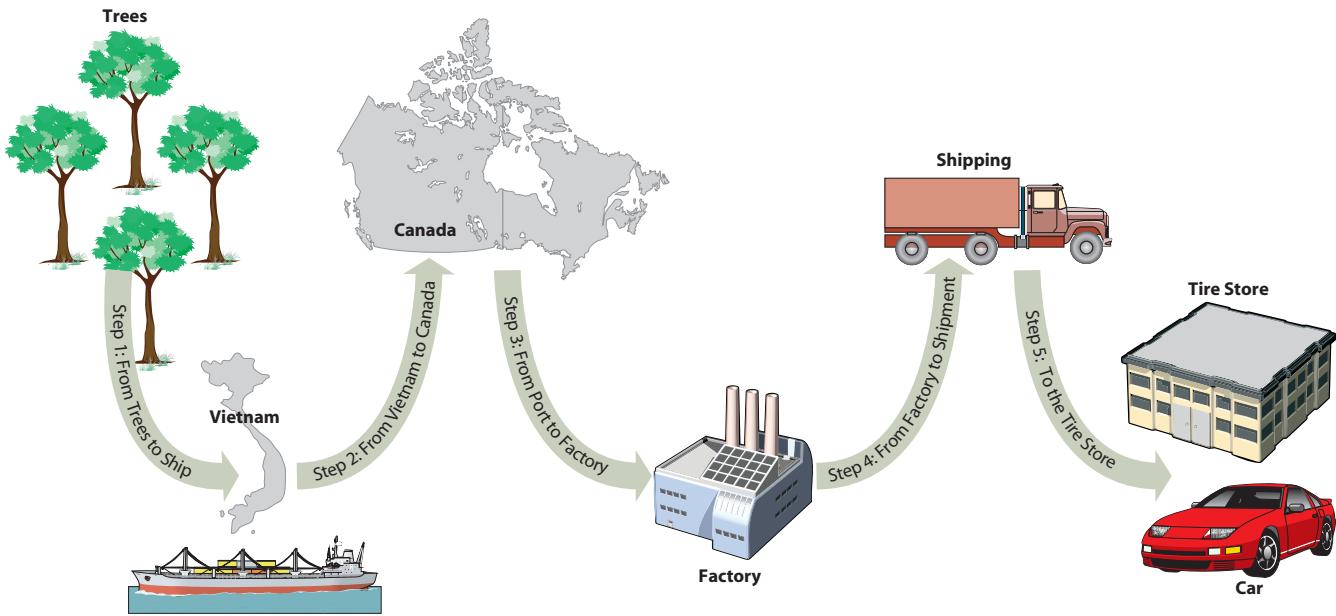 Trees
Step 1: From Trees to Ship
Vietnam
Step 2: From Vietnam to Canada
Canada
Step 3: From Port to Factory
Factory
Step 4: From Factory to Shipment
Shipping
Step 5: To the Tire Store
Tire Store
Car